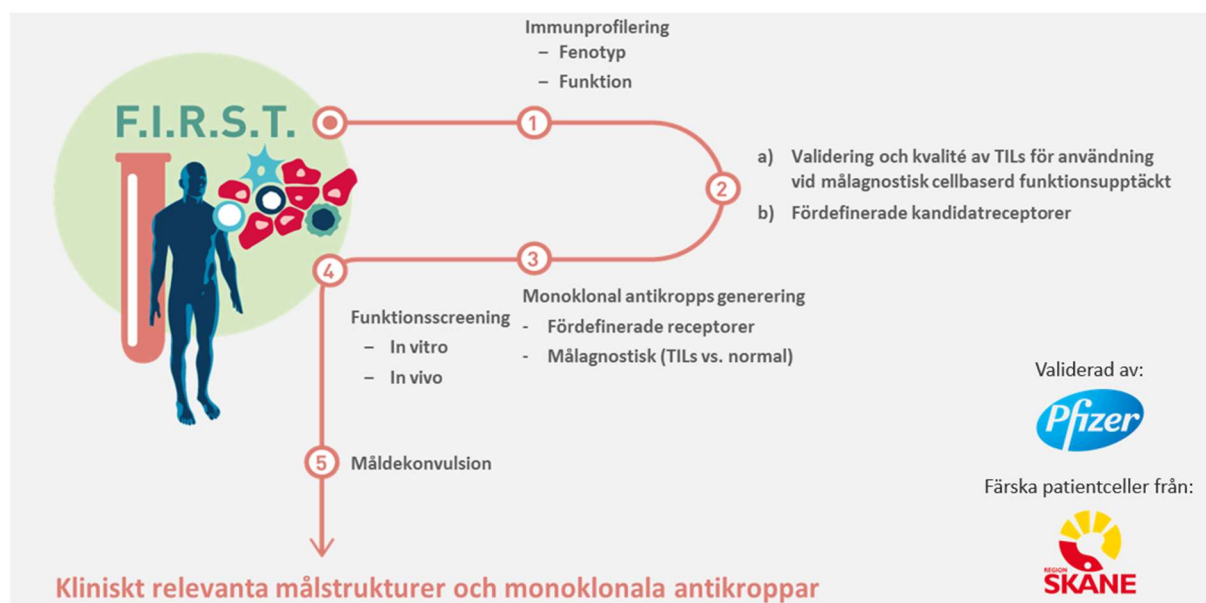 F.I.R.S.T.
Immunprofilering
– Fenotyp
– Funktion
1
2
a) Validering och kvalité av TILs för användning
vid målagnostisk cellbaserd funktionsupptäckt
b) Fördefinerade kandidatreceptorer
3
Monoklonal antikropps generering
- Fördefinerade receptorer
- Målagnostisk (TILs vs. normal)
4
Funktionsscreening
– In vitro
– In vivo
5
Måldekonvulsion
Kliniskt relevanta målstrukturer och monoklonala antikroppar
Validerad av:
Pfizer
Färska patientceller från:
REGION
SKÅNE